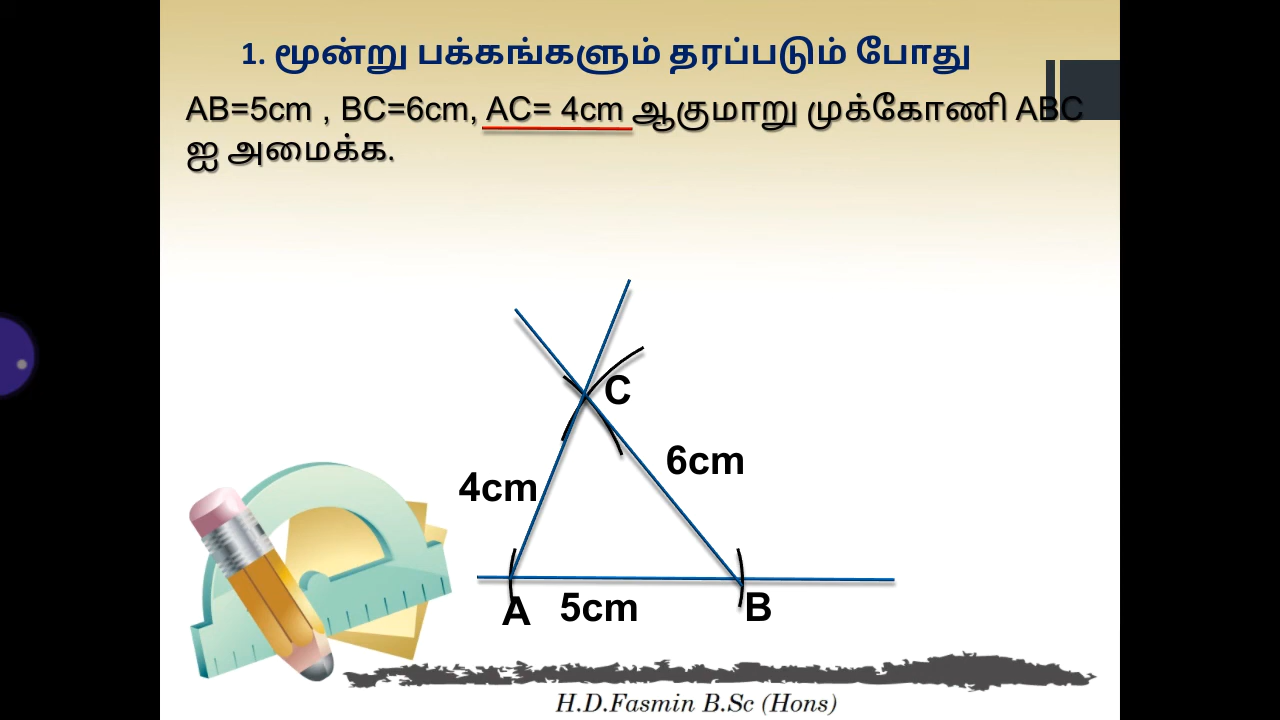 1. மூன்று பக்கங்களும் தரப்படும் போது
AB=5cm , BC=6cm, AC= 4cm ஆகுமாறு முக்கோணி ABC
ஐ அமைக்க.
C
6cm
4cm
A 5cm B
H.D.Fasmin B.Sc (Hons)